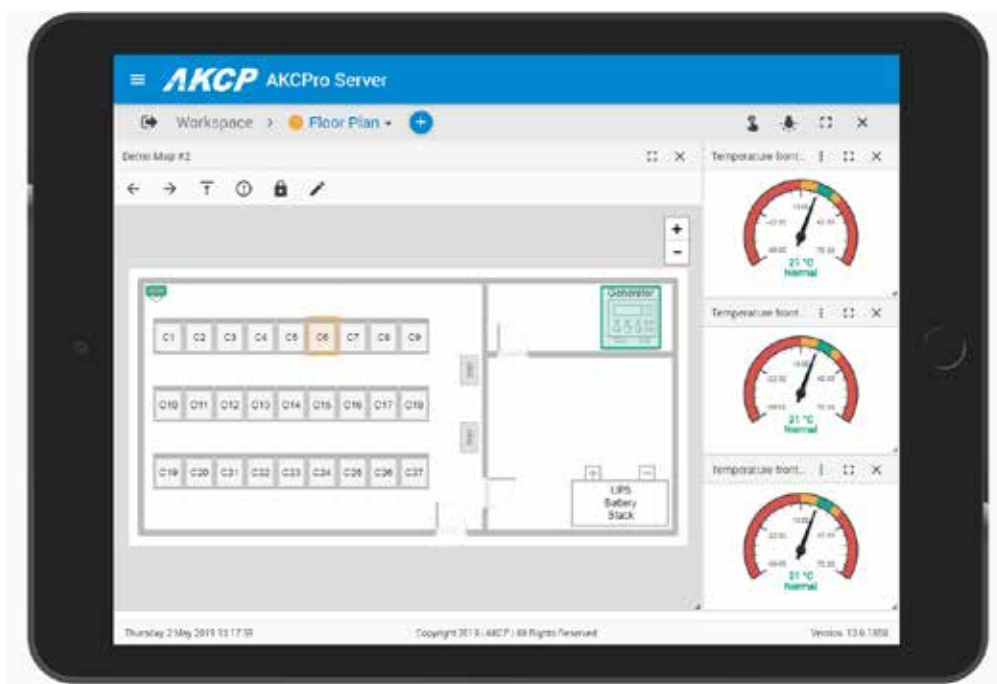 AKCP AKCPro Server
Workspace > Floor Plan
Demo Map #2
Temperature front..
+
-
Generator
C1 C2 C3 C4 C5 C6 C7 C8 C9
C10 C11 C12 C13 C14 C15 C16 C17 C18
C19 C20 C21 C22 C23 C24 C25 C26 C27
+ -
UPS
Battery
Stack
21 °C
Normal
Temperature front..
21 °C
Normal
Temperature front..
21 °C
Normal
Thursday 2 May 2019
Copyright 2019 | AKCP | All Rights Reserved
Version